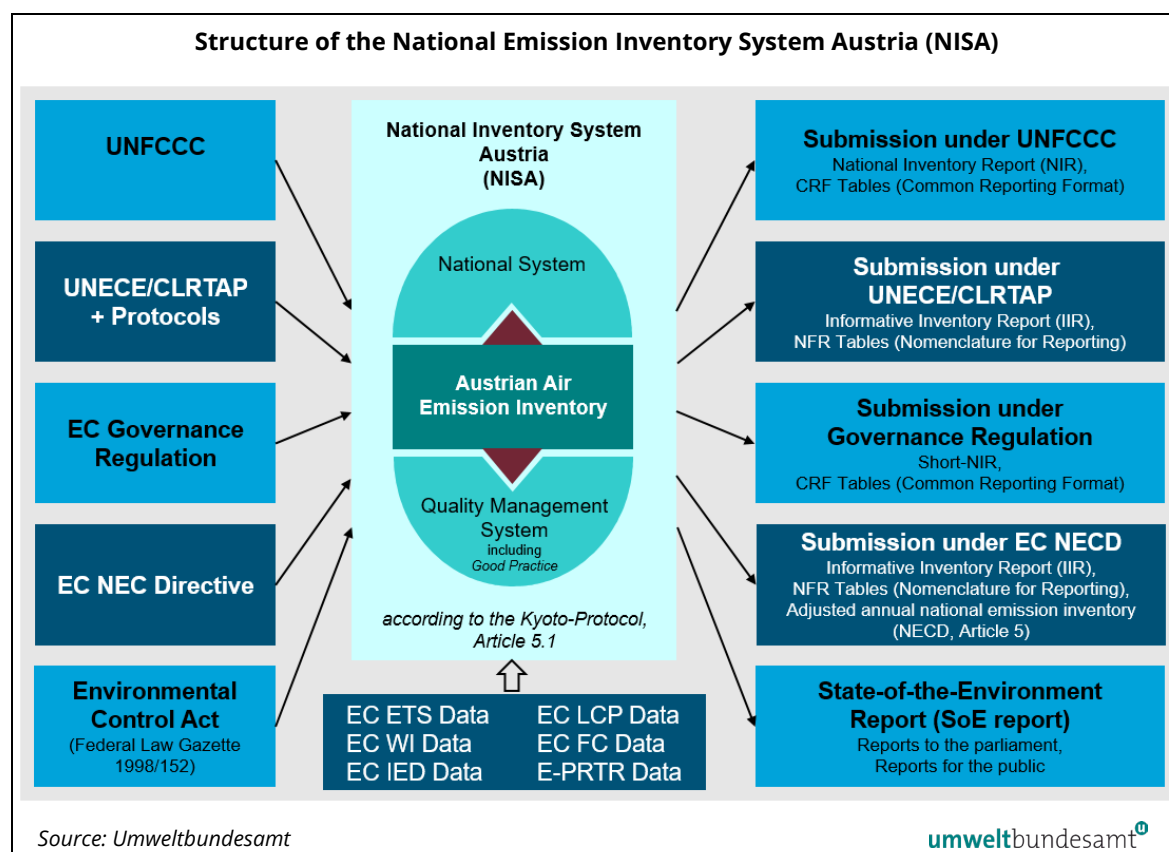 Structure of the National Emission Inventory System Austria (NISA)
UNFCCC
UNECE/CLRTAP
+ Protocols
EC Governance
Regulation
EC NEC Directive
Environmental
Control Act
(Federal Law Gazette
1998/152)
National Inventory System
Austria
(NISA)
National System
Austrian Air
Emission Inventory
Quality Management
System
including
Good Practice
according to the Kyoto-Protocol,
Article 5.1
EC ETS Data EC LCP Data
EC WI Data EC FC Data
EC IED Data E-PRTR Data
Submission under UNFCCC
National Inventory Report (NIR),
CRF Tables (Common Reporting Format)
Submission under
UNECE/CLRTAP
Informative Inventory Report (IIR),
NFR Tables (Nomenclature for Reporting)
Submission under
Governance Regulation
Short-NIR,
CRF Tables (Common Reporting Format)
Submission under EC NECD
Informative Inventory Report (IIR),
NFR Tables (Nomenclature for Reporting),
Adjusted annual national emission inventory
(NECD, Article 5)
State-of-the-Environment
Report (SoE report)
Reports to the parliament,
Reports for the public
Source: Umweltbundesamt
umweltbundesamt u